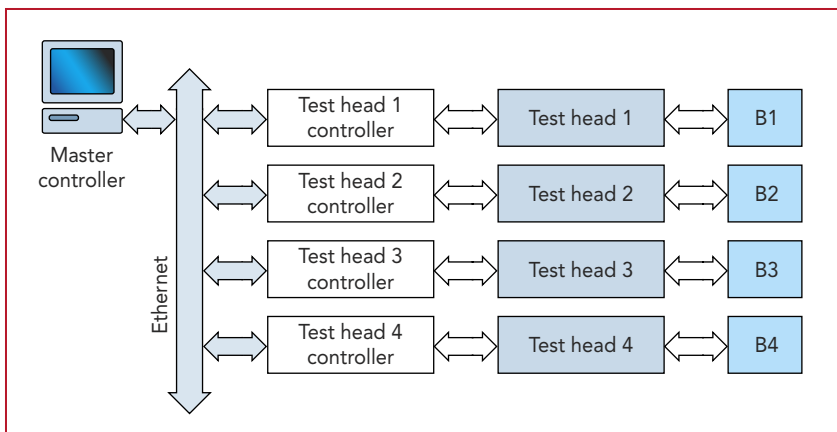 Master
controller
Ethernet
Test head 1
controller
Test head 1
B1
Test head 2
controller
Test head 2
B2
Test head 3
controller
Test head 3
B3
Test head 4
controller
Test head 4
B4